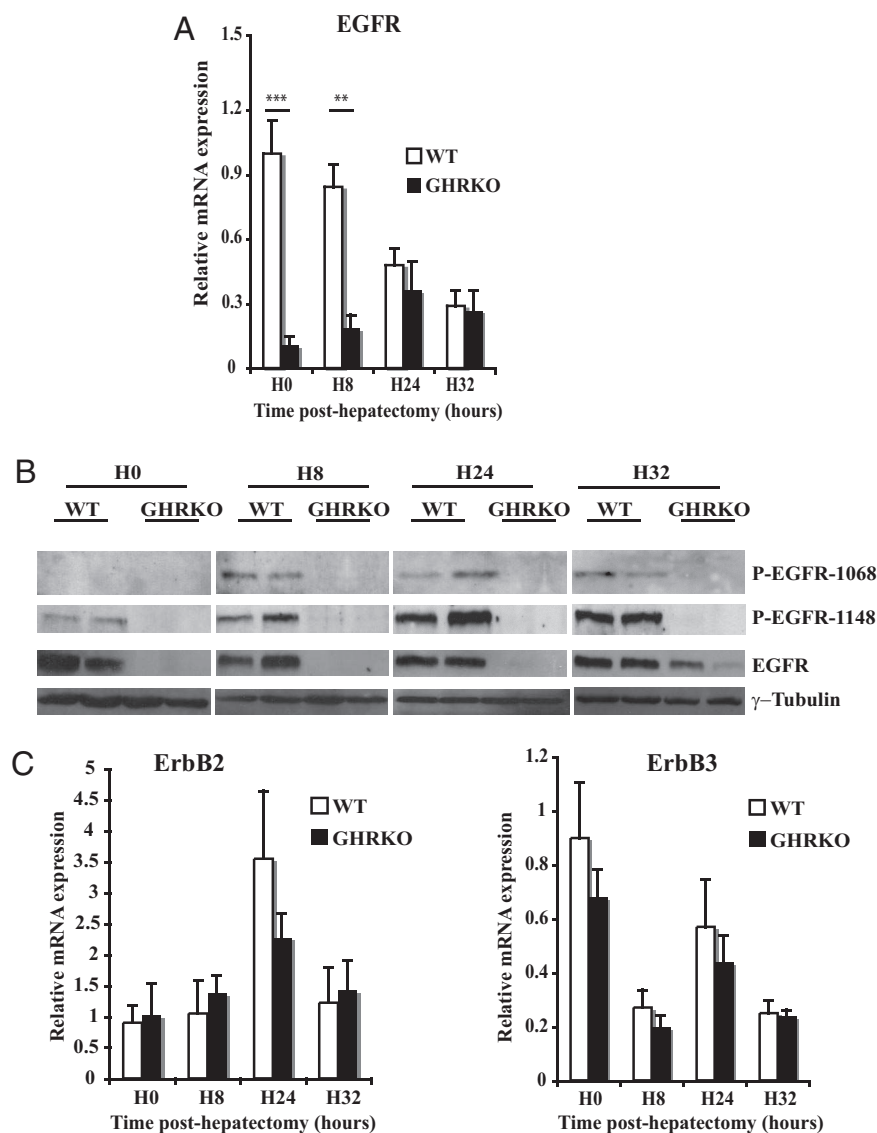 A
EGFR
1.5
1.2
0.9
0.6
0.3
0
Relative mRNA expression
***
**
WT
GHRKO
H0 H8 H24 H32
Time post-hepatectomy (hours)
B
H0 H8 H24 H32
WT GHRKO WT GHRKO WT GHRKO WT GHRKO
P-EGFR-1068
P-EGFR-1148
EGFR
γ–Tubulin
C
ErbB2
5
4.5
4
3.5
3
2.5
2
1.5
1
0.5
0
Relative mRNA expression
WT
GHRKO
H0 H8 H24 H32
Time post-hepatectomy (hours)
ErbB3
1.2
1
0.8
0.6
0.4
0.2
0
Relative mRNA expression
WT
GHRKO
H0 H8 H24 H32
Time post-hepatectomy (hours)